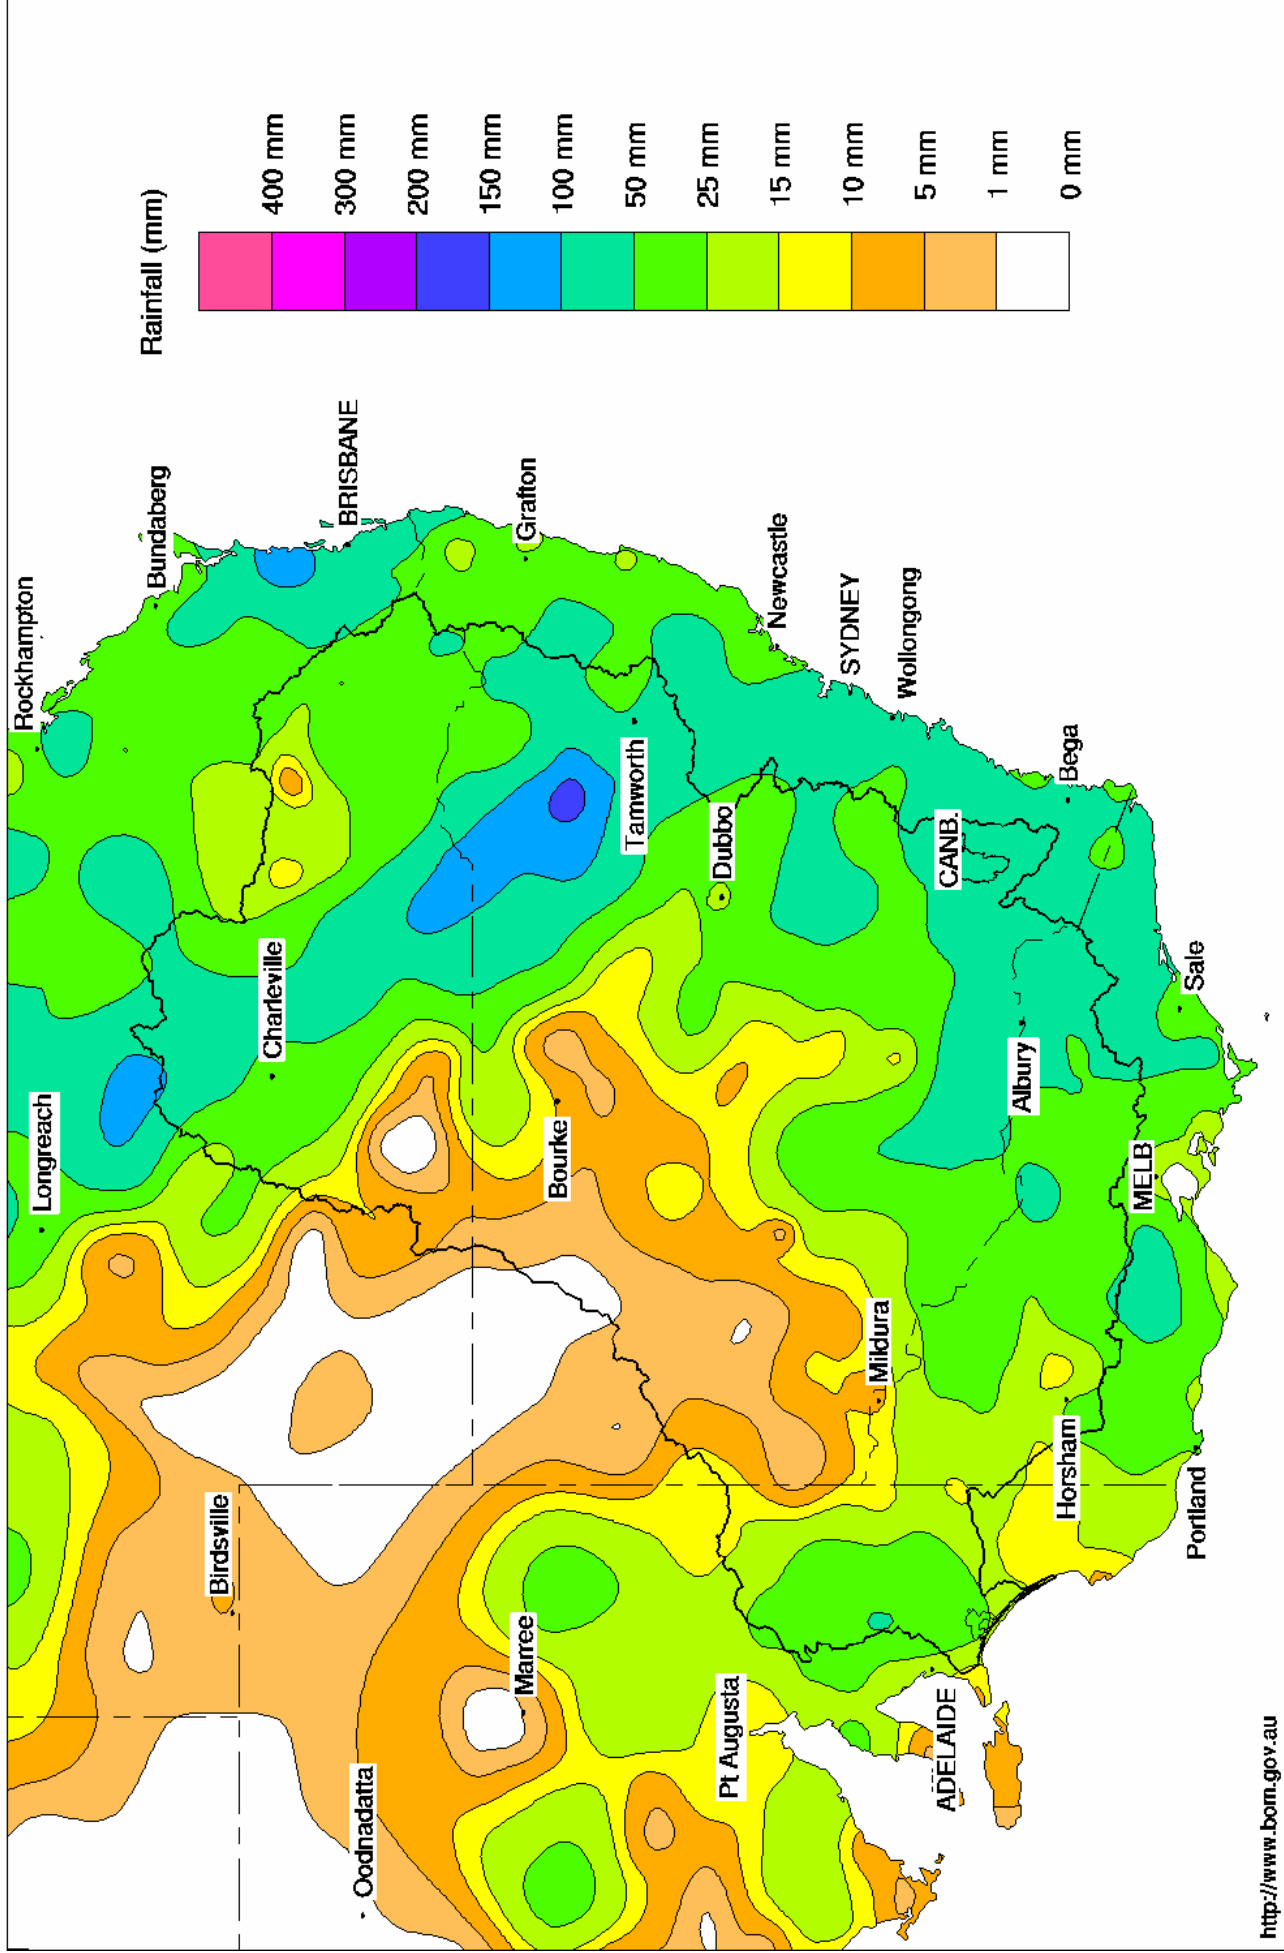 Rainfall (mm)
400 mm
300 mm
200 mm
150 mm
100 mm
50 mm
25 mm
15 mm
10 mm
5 mm
1 mm
0 mm
Rockhampton
Longreach
Bundaberg
Birdsville
Charleville
BRISBANE
Oodnadatta
Marree
Bourke
Grafton
Tamworth
Pt Augusta
Dubbo
Newcastle
Mildura
SYDNEY
Wollongong
ADELAIDE
CANB.
Albury
Horsham
Bega
MELB
Portland
Sale
http://www.bom.gov.au